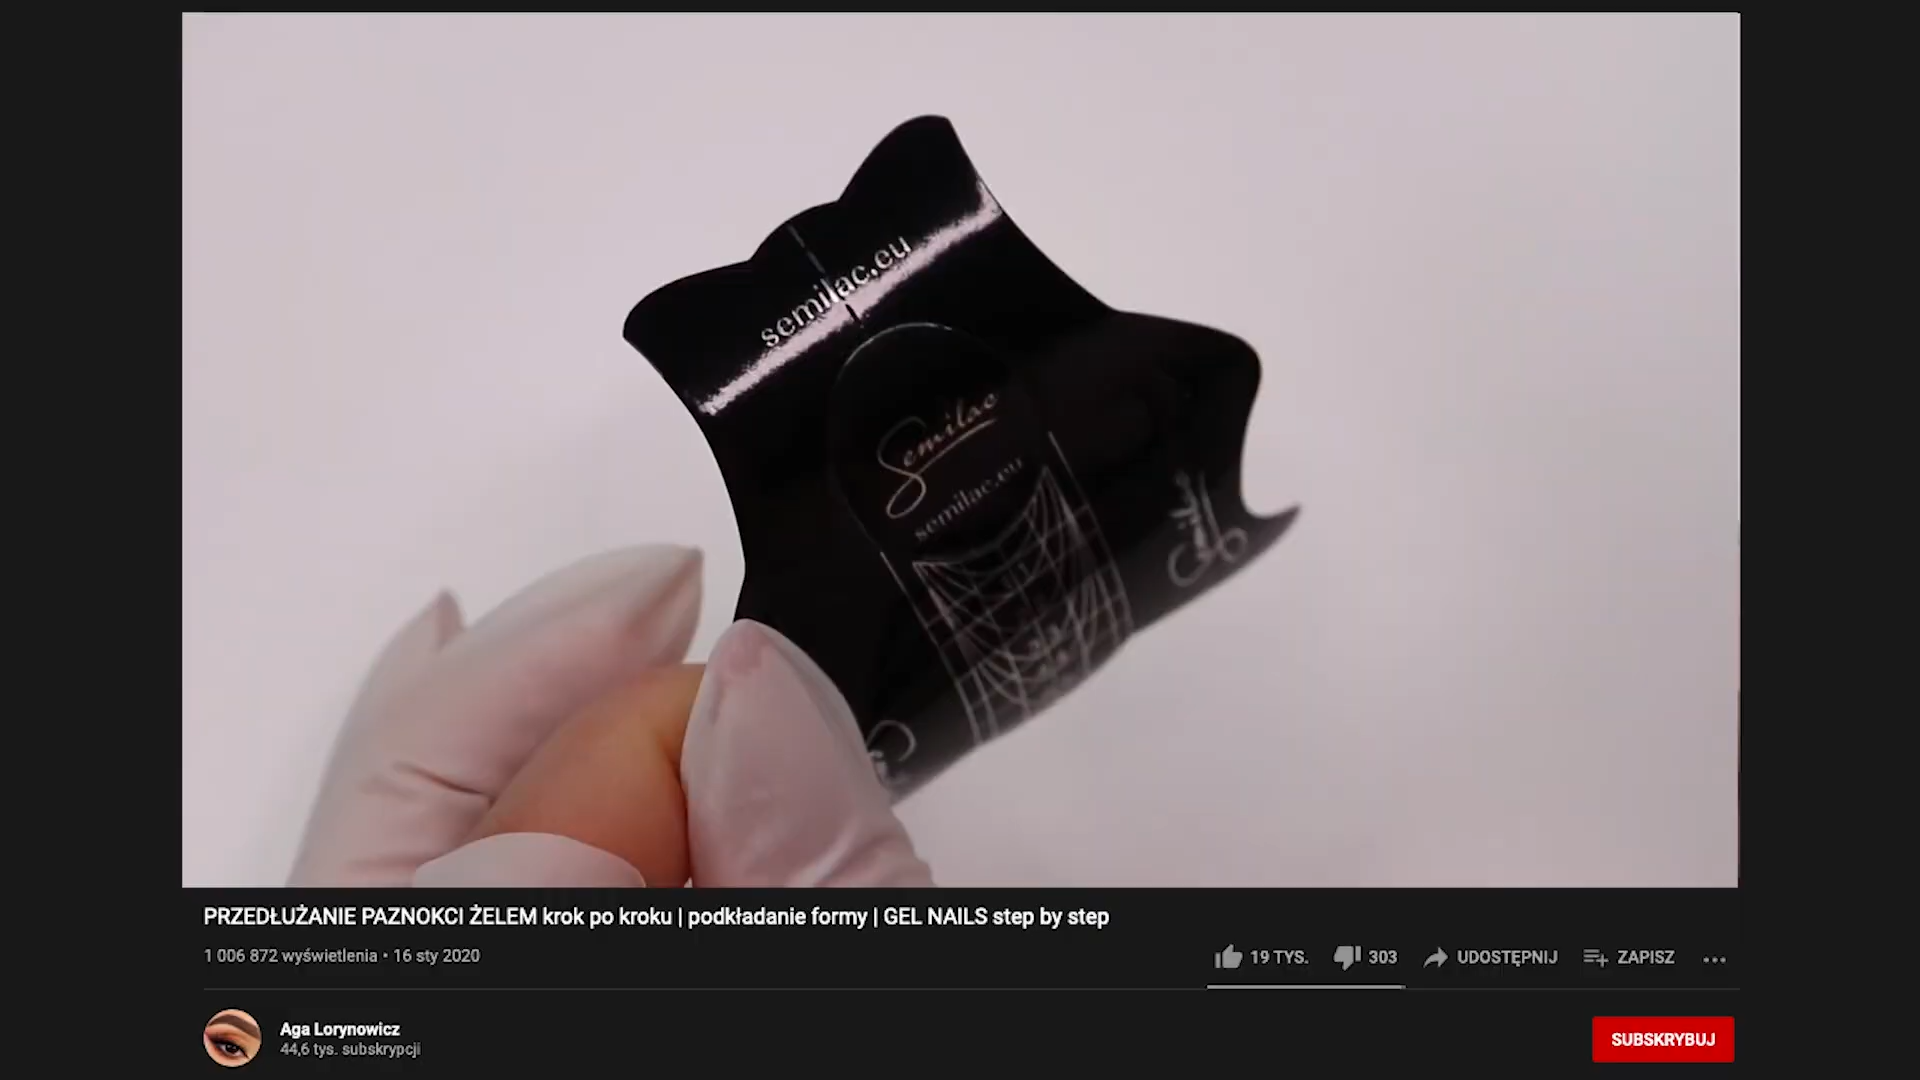 semilac.eu
Semilac
semilac.eu
PRZEDŁUŻANIE PAZNOKCI ŻELEM krok po kroku | podkładanie formy | GEL NAILS step by step
1 006 872 wyświetlenia • 16 sty 2020
19 TYS.
303
UDOSTĘPNIJ
ZAPISZ
Aga Lorynowicz
44,6 tys. subskrypcji
SUBSKRYBUJ